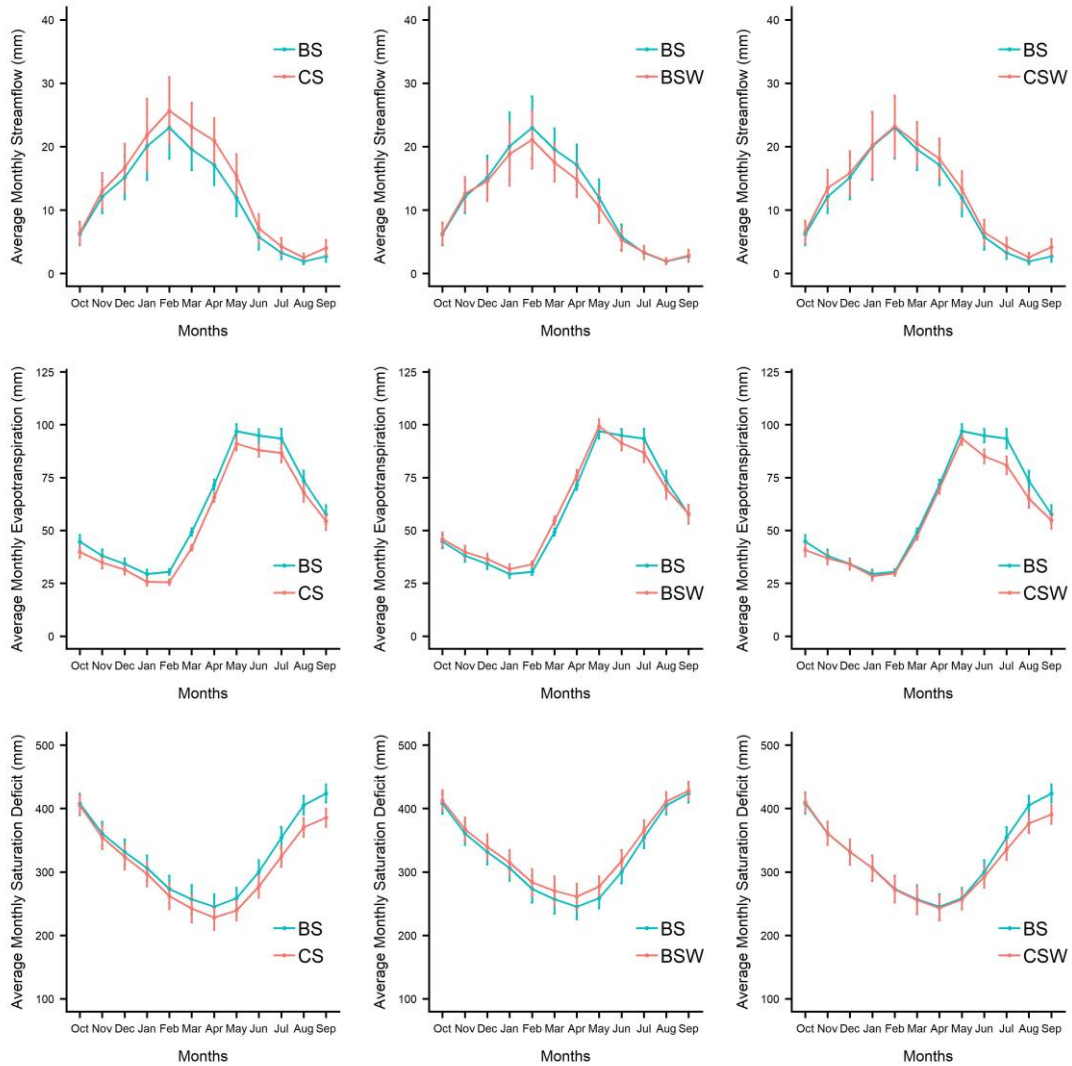 Average Monthly Streamflow (mm)
40
30
20
10
0
BS
CS
Oct Nov Dec Jan Feb Mar Apr May Jun Jul Aug Sep
Months
Average Monthly Streamflow (mm)
40
30
20
10
0
BS
BSW
Oct Nov Dec Jan Feb Mar Apr May Jun Jul Aug Sep
Months
Average Monthly Streamflow (mm)
40
30
20
10
0
BS
CSW
Oct Nov Dec Jan Feb Mar Apr May Jun Jul Aug Sep
Months
Average Monthly Evapotranspiration (mm)
125
100
75
50
25
0
BS
CS
Oct Nov Dec Jan Feb Mar Apr May Jun Jul Aug Sep
Months
Average Monthly Evapotranspiration (mm)
125
100
75
50
25
0
BS
BSW
Oct Nov Dec Jan Feb Mar Apr May Jun Jul Aug Sep
Months
Average Monthly Evapotranspiration (mm)
125
100
75
50
25
0
BS
CSW
Oct Nov Dec Jan Feb Mar Apr May Jun Jul Aug Sep
Months
Average Monthly Saturation Deficit (mm)
500
400
300
200
100
BS
CS
Oct Nov Dec Jan Feb Mar Apr May Jun Jul Aug Sep
Months
Average Monthly Saturation Deficit (mm)
500
400
300
200
100
BS
BSW
Oct Nov Dec Jan Feb Mar Apr May Jun Jul Aug Sep
Months
Average Monthly Saturation Deficit (mm)
500
400
300
200
100
BS
CSW
Oct Nov Dec Jan Feb Mar Apr May Jun Jul Aug Sep
Months